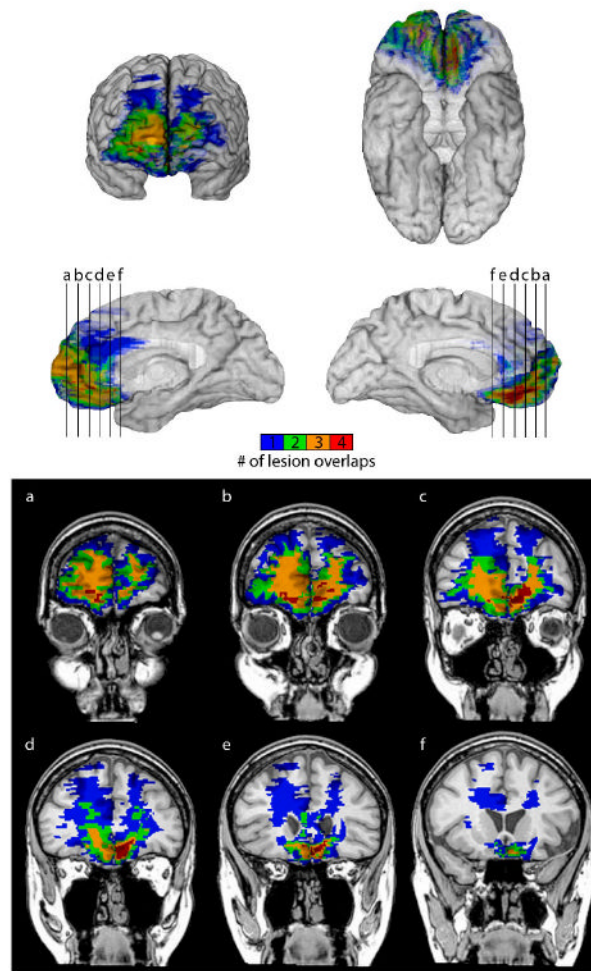 a b c d e f
f e d c b a
1 2 3 4
# of lesion overlaps
a b c
d e f